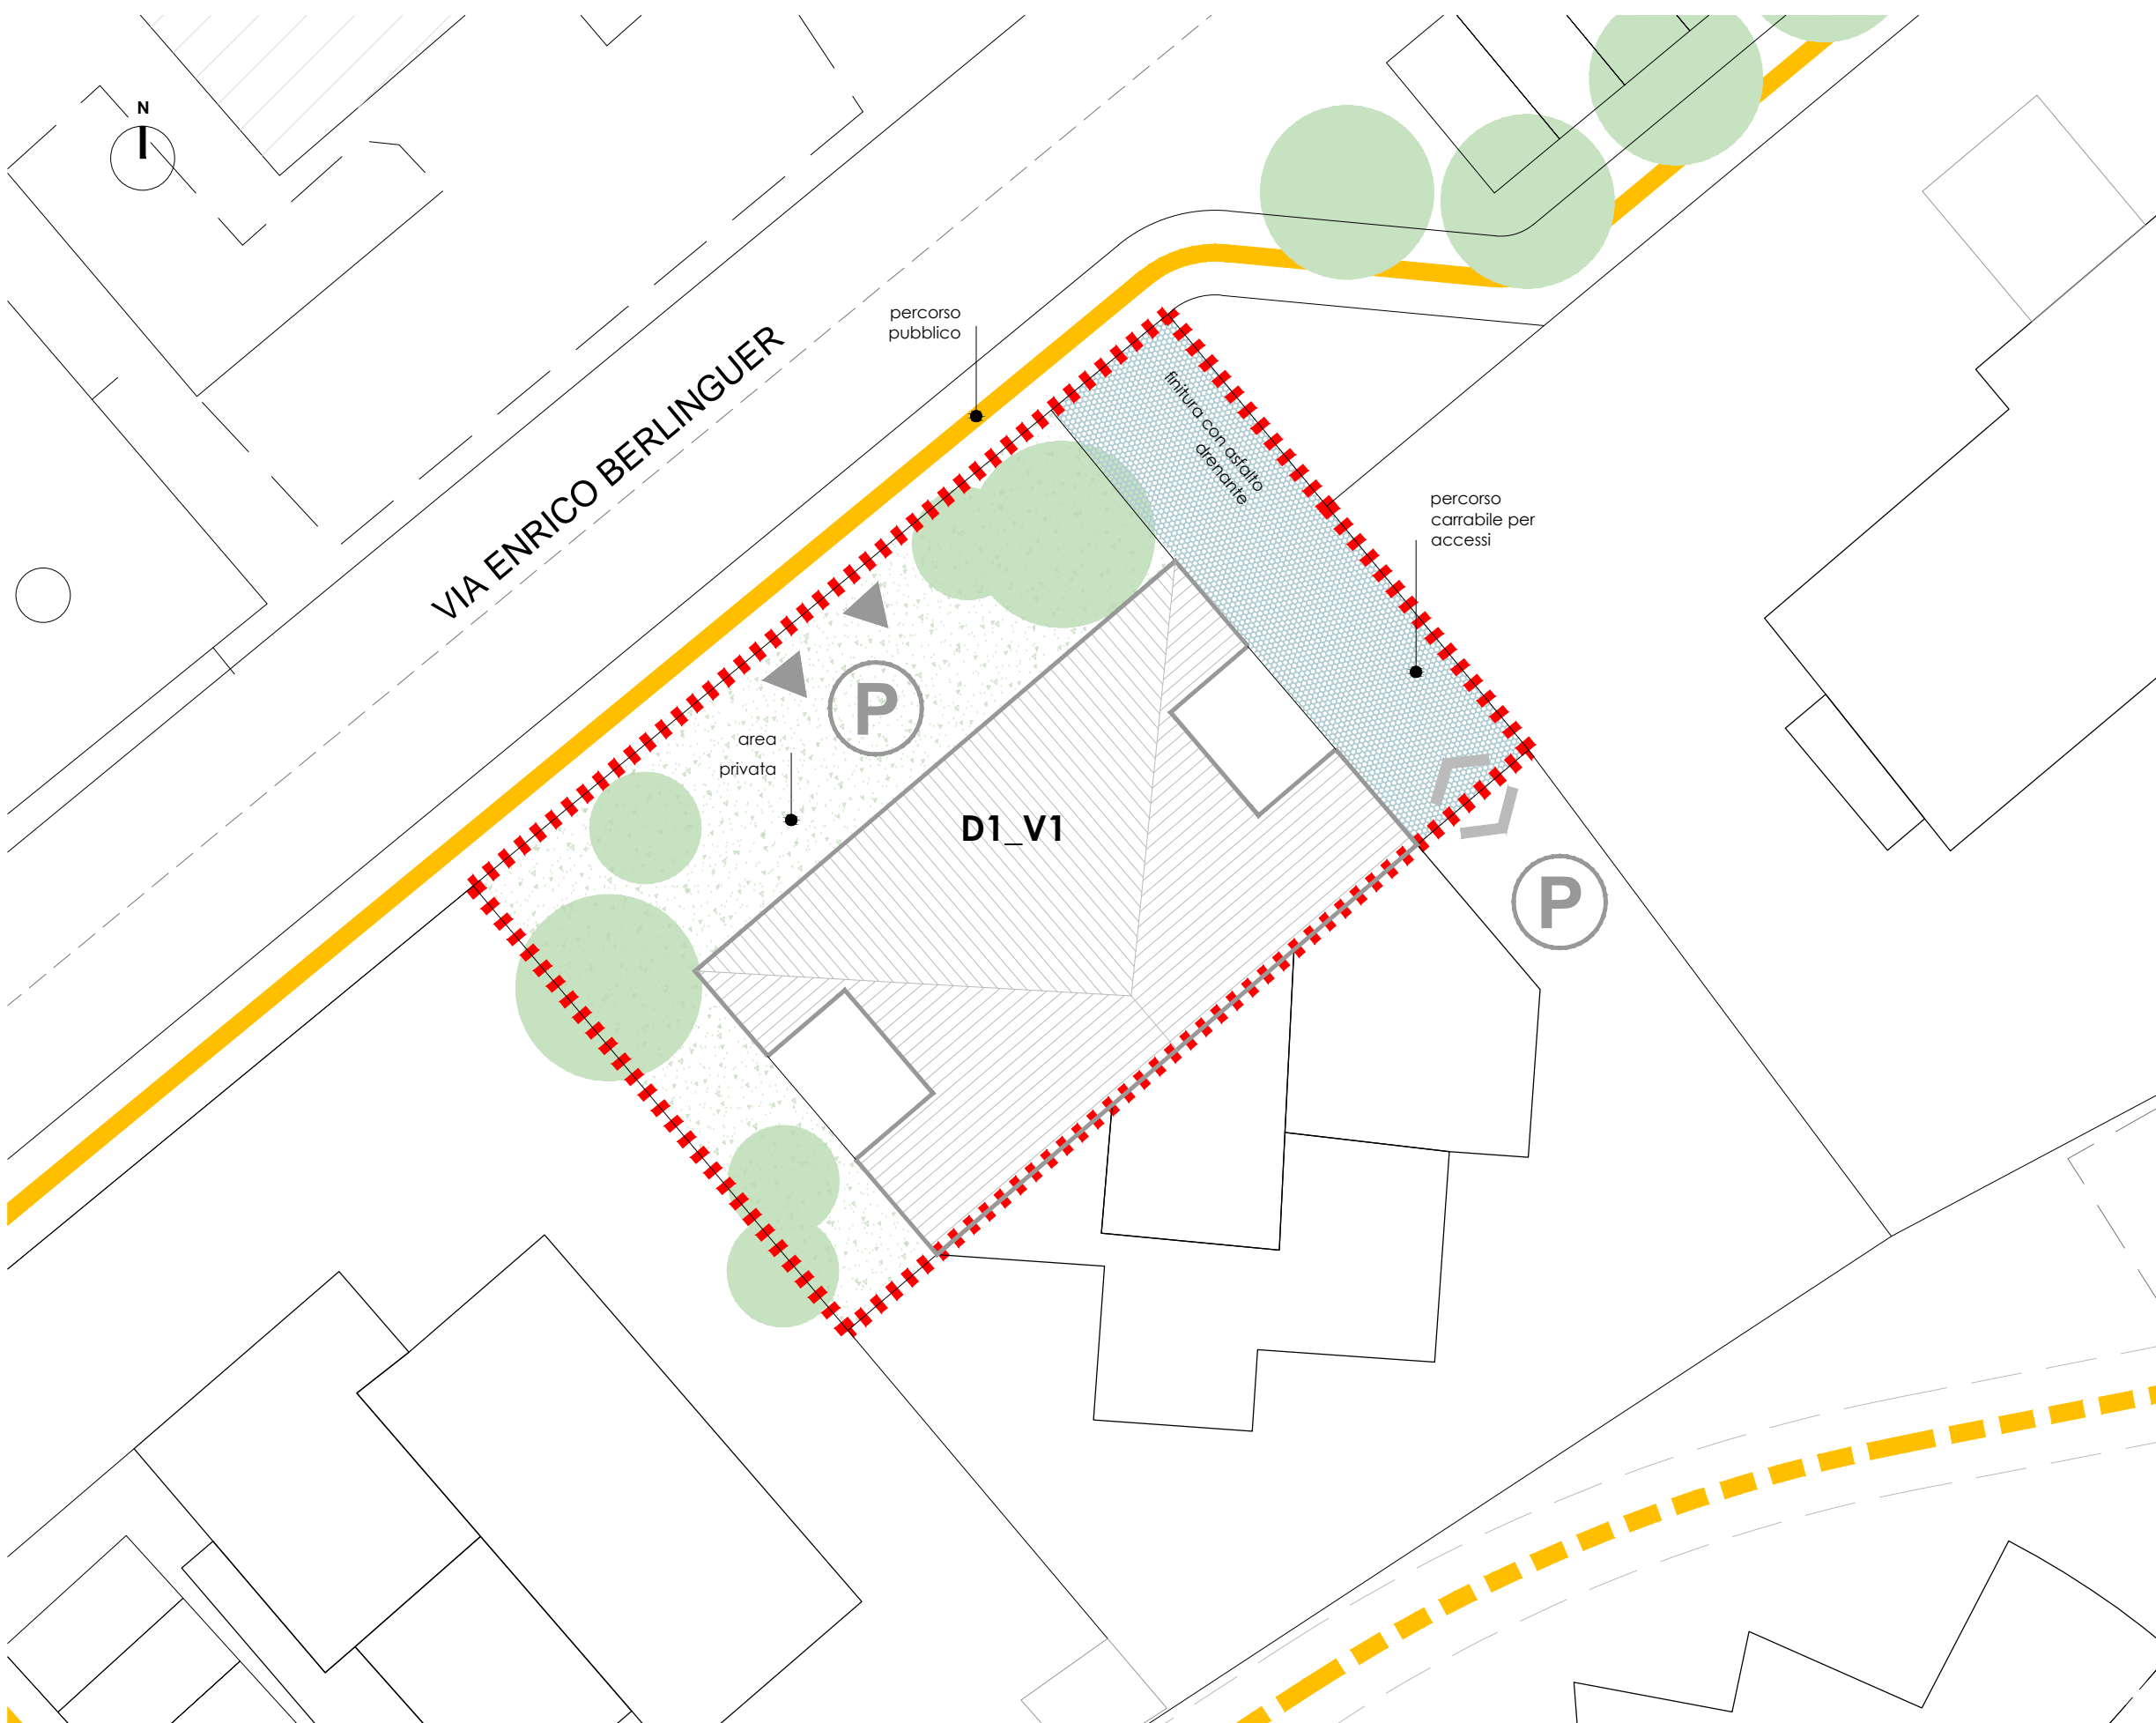 N
percorso
pubblico
VIA ENRICO BERLINGUER
finitura con asfalto
drenante
percorso
carrabile per
accessi
P
area
privata
D1_V1
P